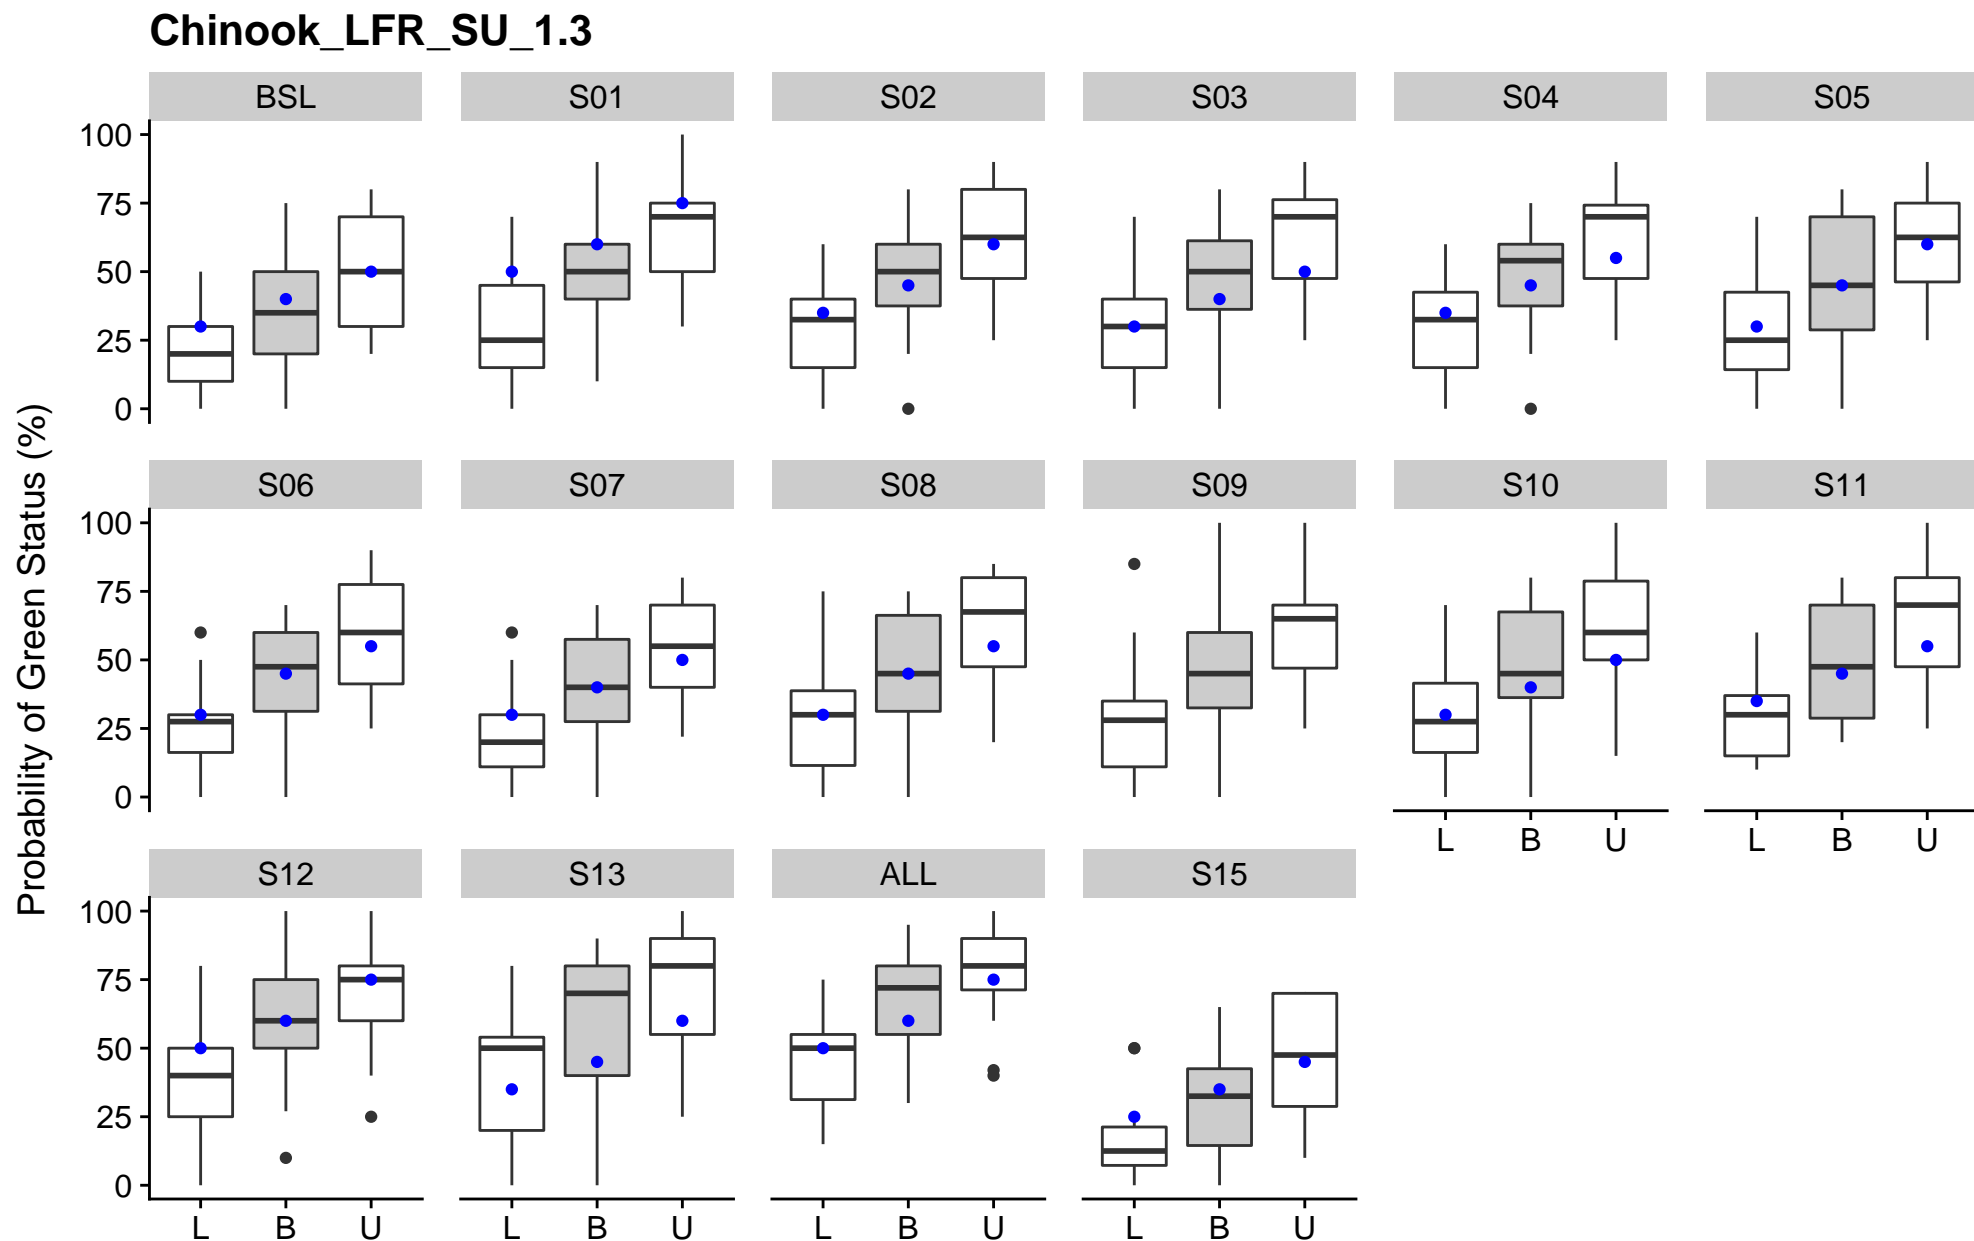 Chinook_LFR_SU_1.3
BSL S01 S02 S03 S04 S05
100
75
50
25
0
S06 S07 S08 S09 S10 S11
100
75
50
25
0
L B U L B U
S12 S13 ALL S15
100
75
50
25
0
L B U L B U L B U L B U
Probability of Green Status (%)